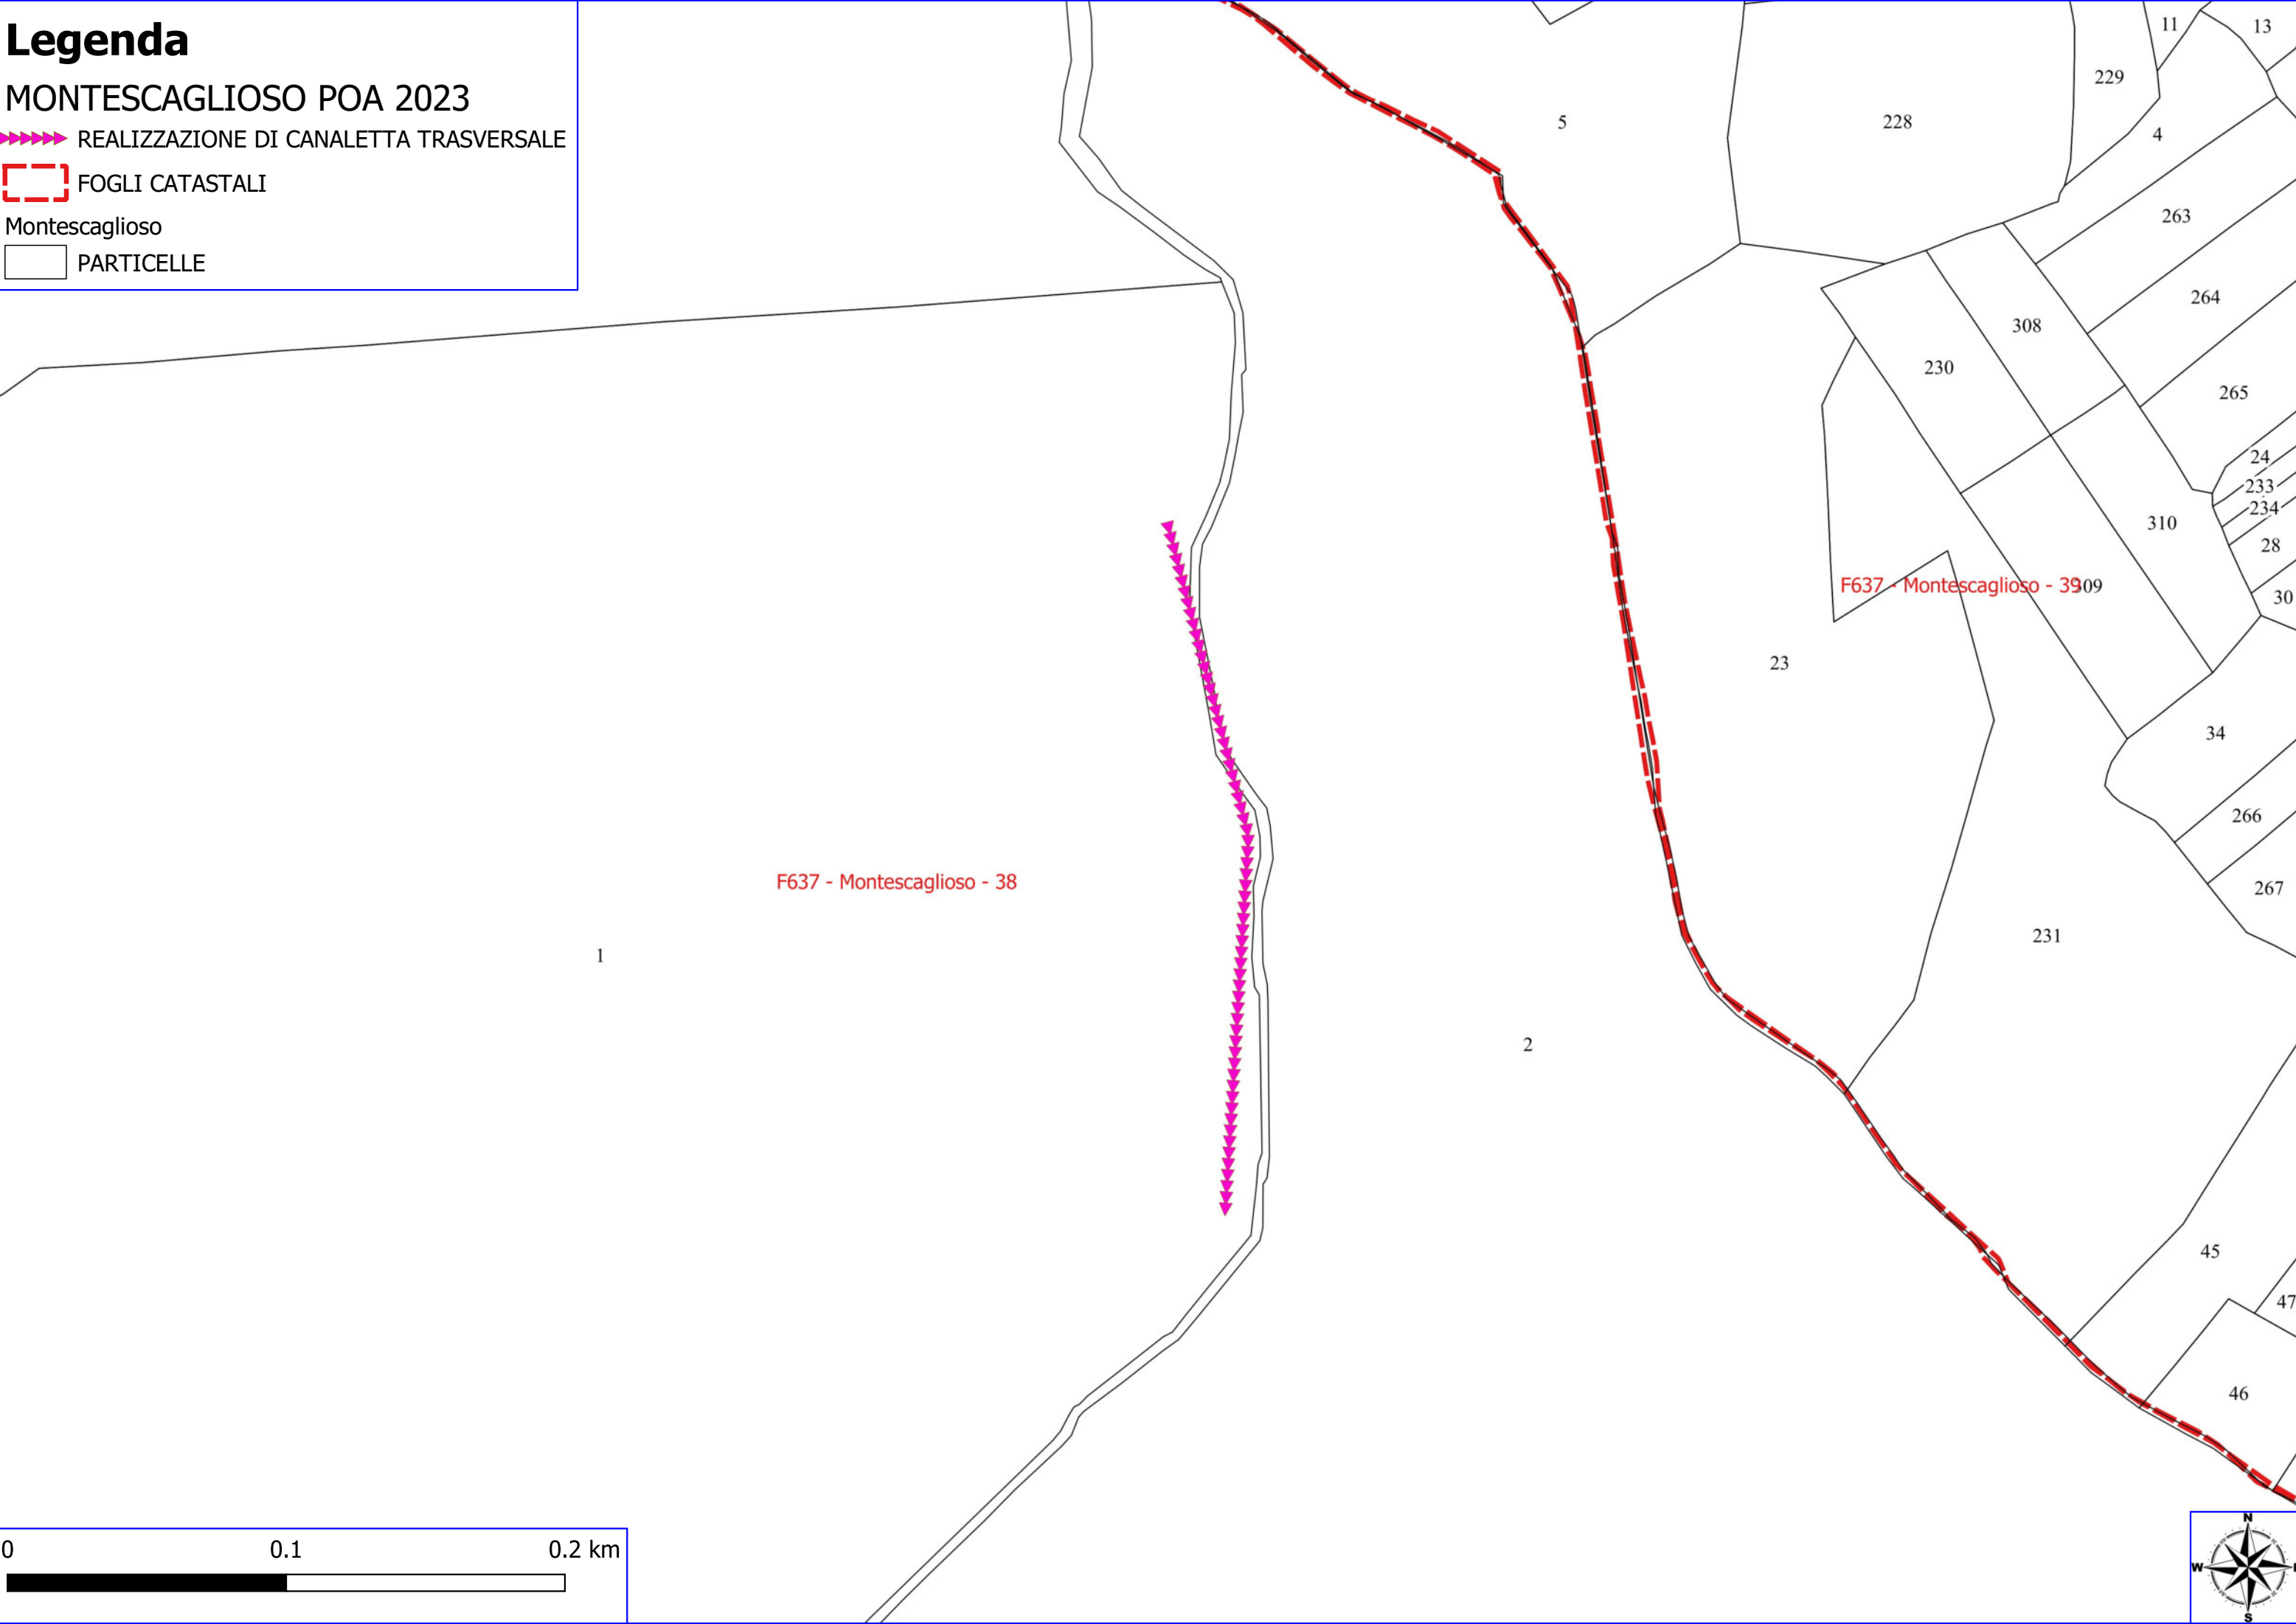 Legenda
MONTESCAGLIOSO POA 2023
REALIZZAZIONE DI CANALETTA TRASVERSALE
FOGLI CATASTALI
Montescaglioso
PARTICELLE
11
13
229
5
228
4
263
264
308
230
265
24
233
234
310
28
F637 - Montescaglioso - 39
309
30
23
34
266
F637 - Montescaglioso - 38
267
231
1
2
45
47
46
0 0.1 0.2 km
N
W
S